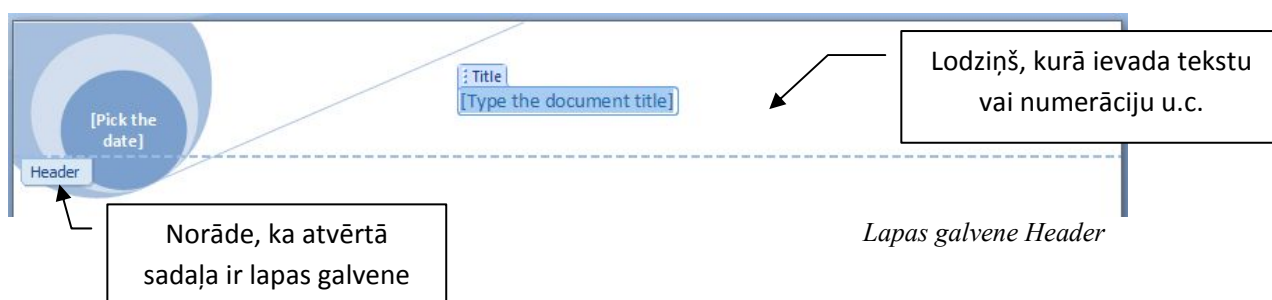 Title
[Type the document title]
Lodziņš, kurā ievada tekstu
vai numerāciju u.c.
[Pick the
date]
Header
Norāde, ka atvērtā
sadaļa ir lapas galvene
Lapas galvene Header